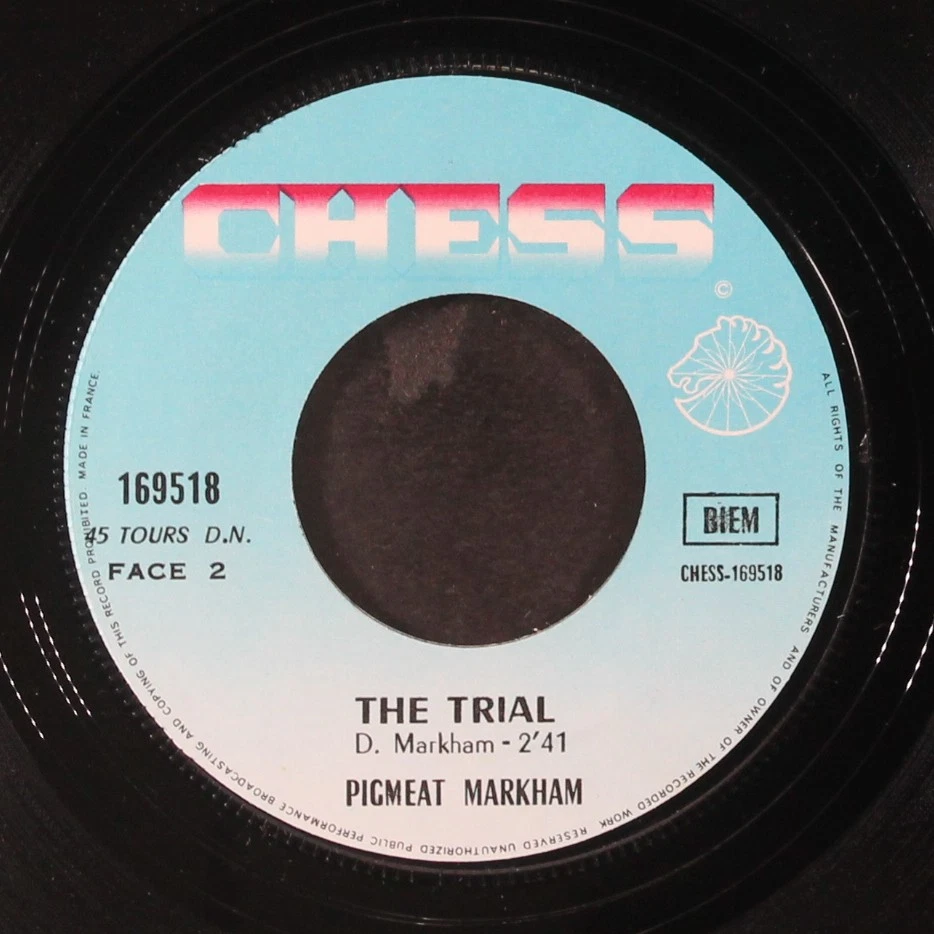 CHESS
©
169518
45 TOURS D.N.
FACE 2
BIEM
CHESS-169518
THE TRIAL
D. Markham - 2'41
PIGMEAT MARKHAM
ALL RIGHTS OF THE MANUFACTURERS AND OF OWNER OF THE RECORDED WORK RESERVED UNAUTHORIZED PUBLIC PERFORMANCE BROADCASTING AND COPYING OF THIS RECORD PROHIBITED. MADE IN FRANCE.